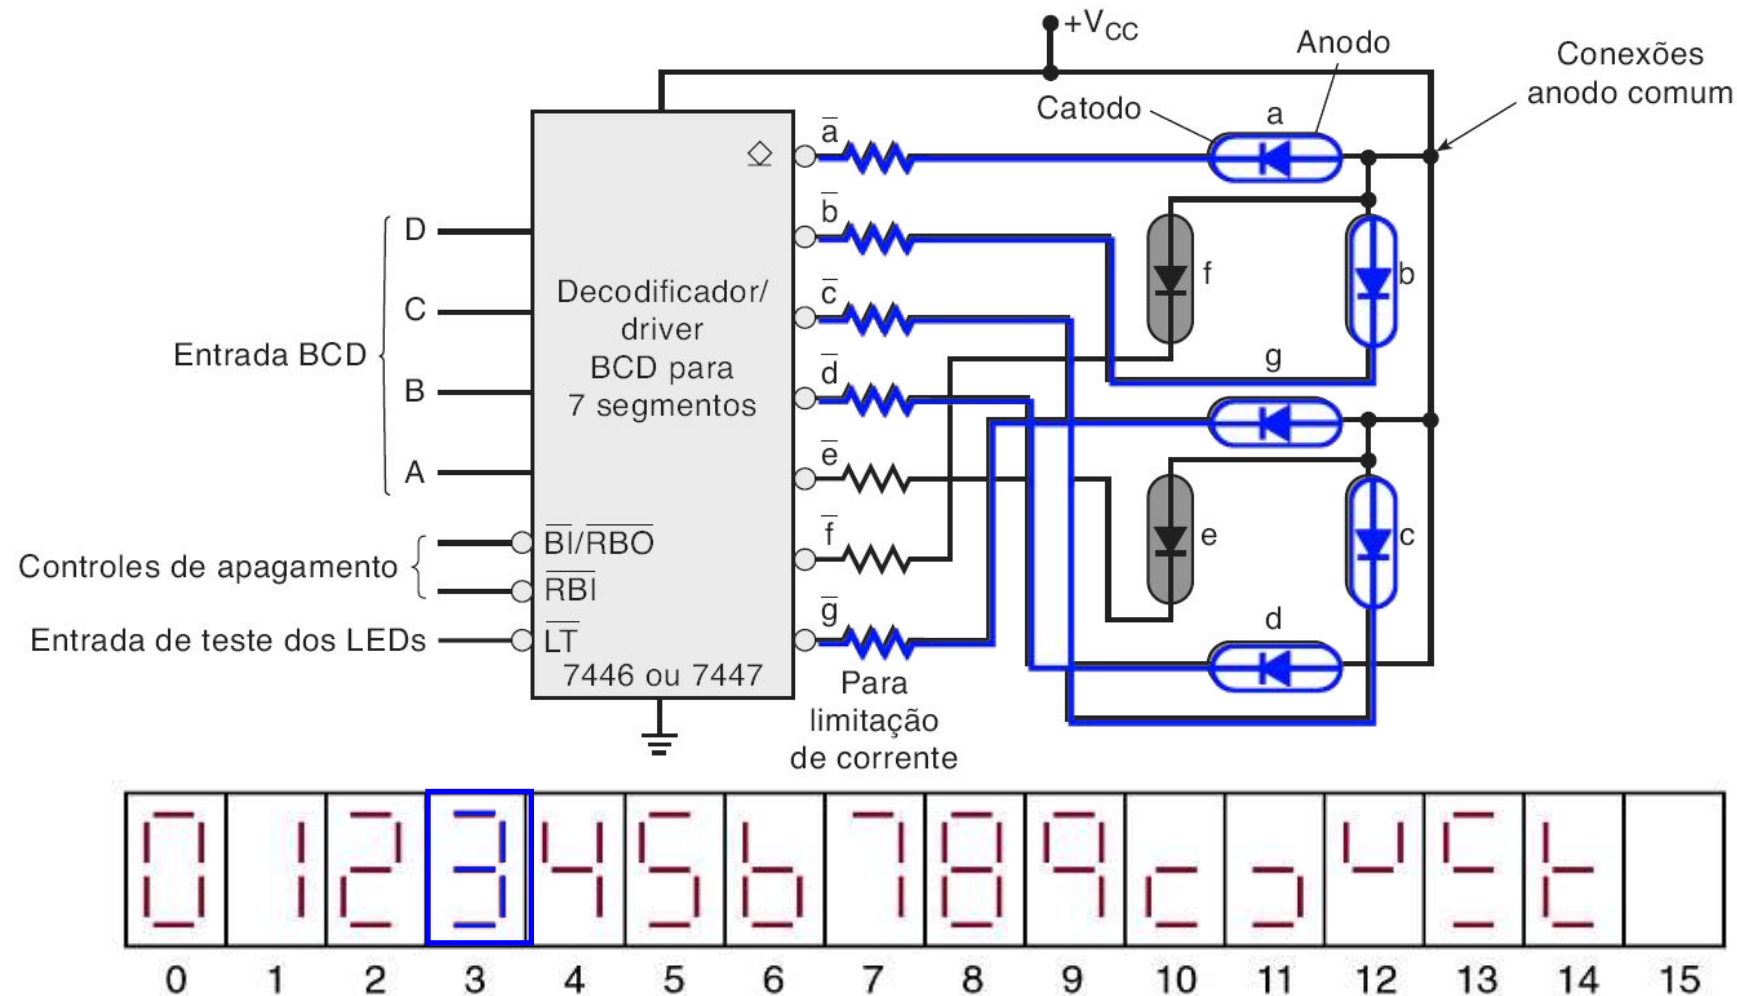 +VCC
Anodo
Conexões
anodo comum
Catodo
a
a
b
c
d
e
f
g
D
C
B
A
Entrada BCD
Decodificador/
driver
BCD para
7 segmentos
f
b
g
e
c
d
Controles de apagamento
BI/RBO
RBI
Entrada de teste dos LEDs
LT
7446 ou 7447
Para
limitação
de corrente
0 1 2 3 4 5 6 7 8 9 10 11 12 13 14 15